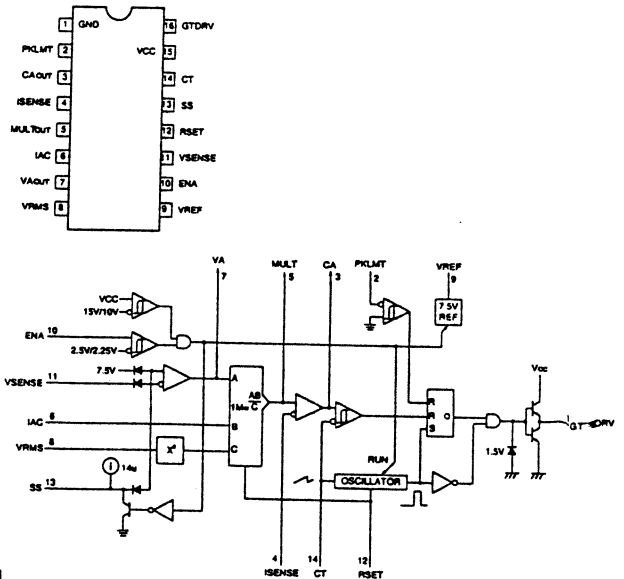 1 GND 16 GTDRV
PKLMT 2 VCC 15
CAOUT 3 14 CT
ISENSE 4 13 SS
MULTOUT 5 12 RSET
IAC 6 11 VSENSE
VAOUT 7 10 ENA
VRMS 8 9 VREF
VA MULT CA PKLMT VREF
7 5 3 2 9
VCC
15V/10V
7.5V
REF
ENA 10
2.5V/2.25V
7.5V
VSENSE 11
Vcc
A
AB
C
R
R Q
S
IAC 6
B
VRMS 8
X²
C
GT DRV
1.5V
RUN
14u
OSCILLATOR
SS 13
4 14 12
ISENSE CT RSET